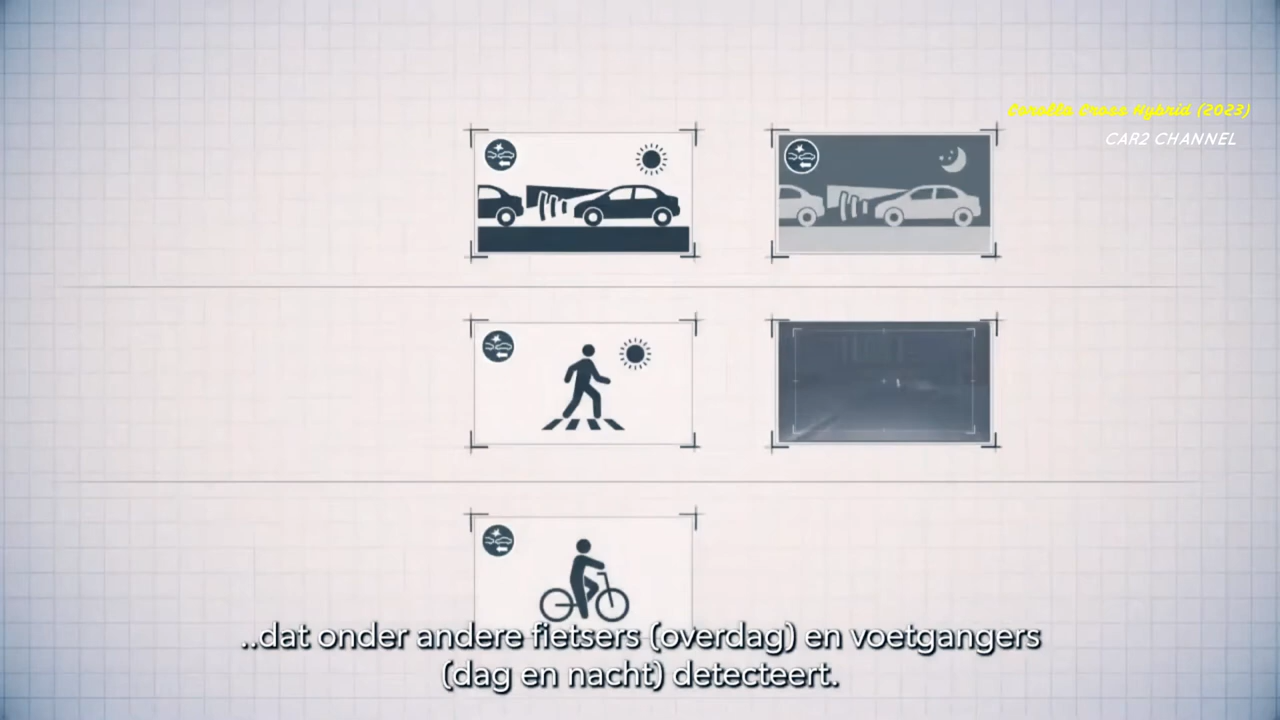 Corolla Cross Hybrid (2023)
CAR2 CHANNEL
..dat onder andere fietsers (overdag) en voetgangers
(dag en nacht) detecteert.